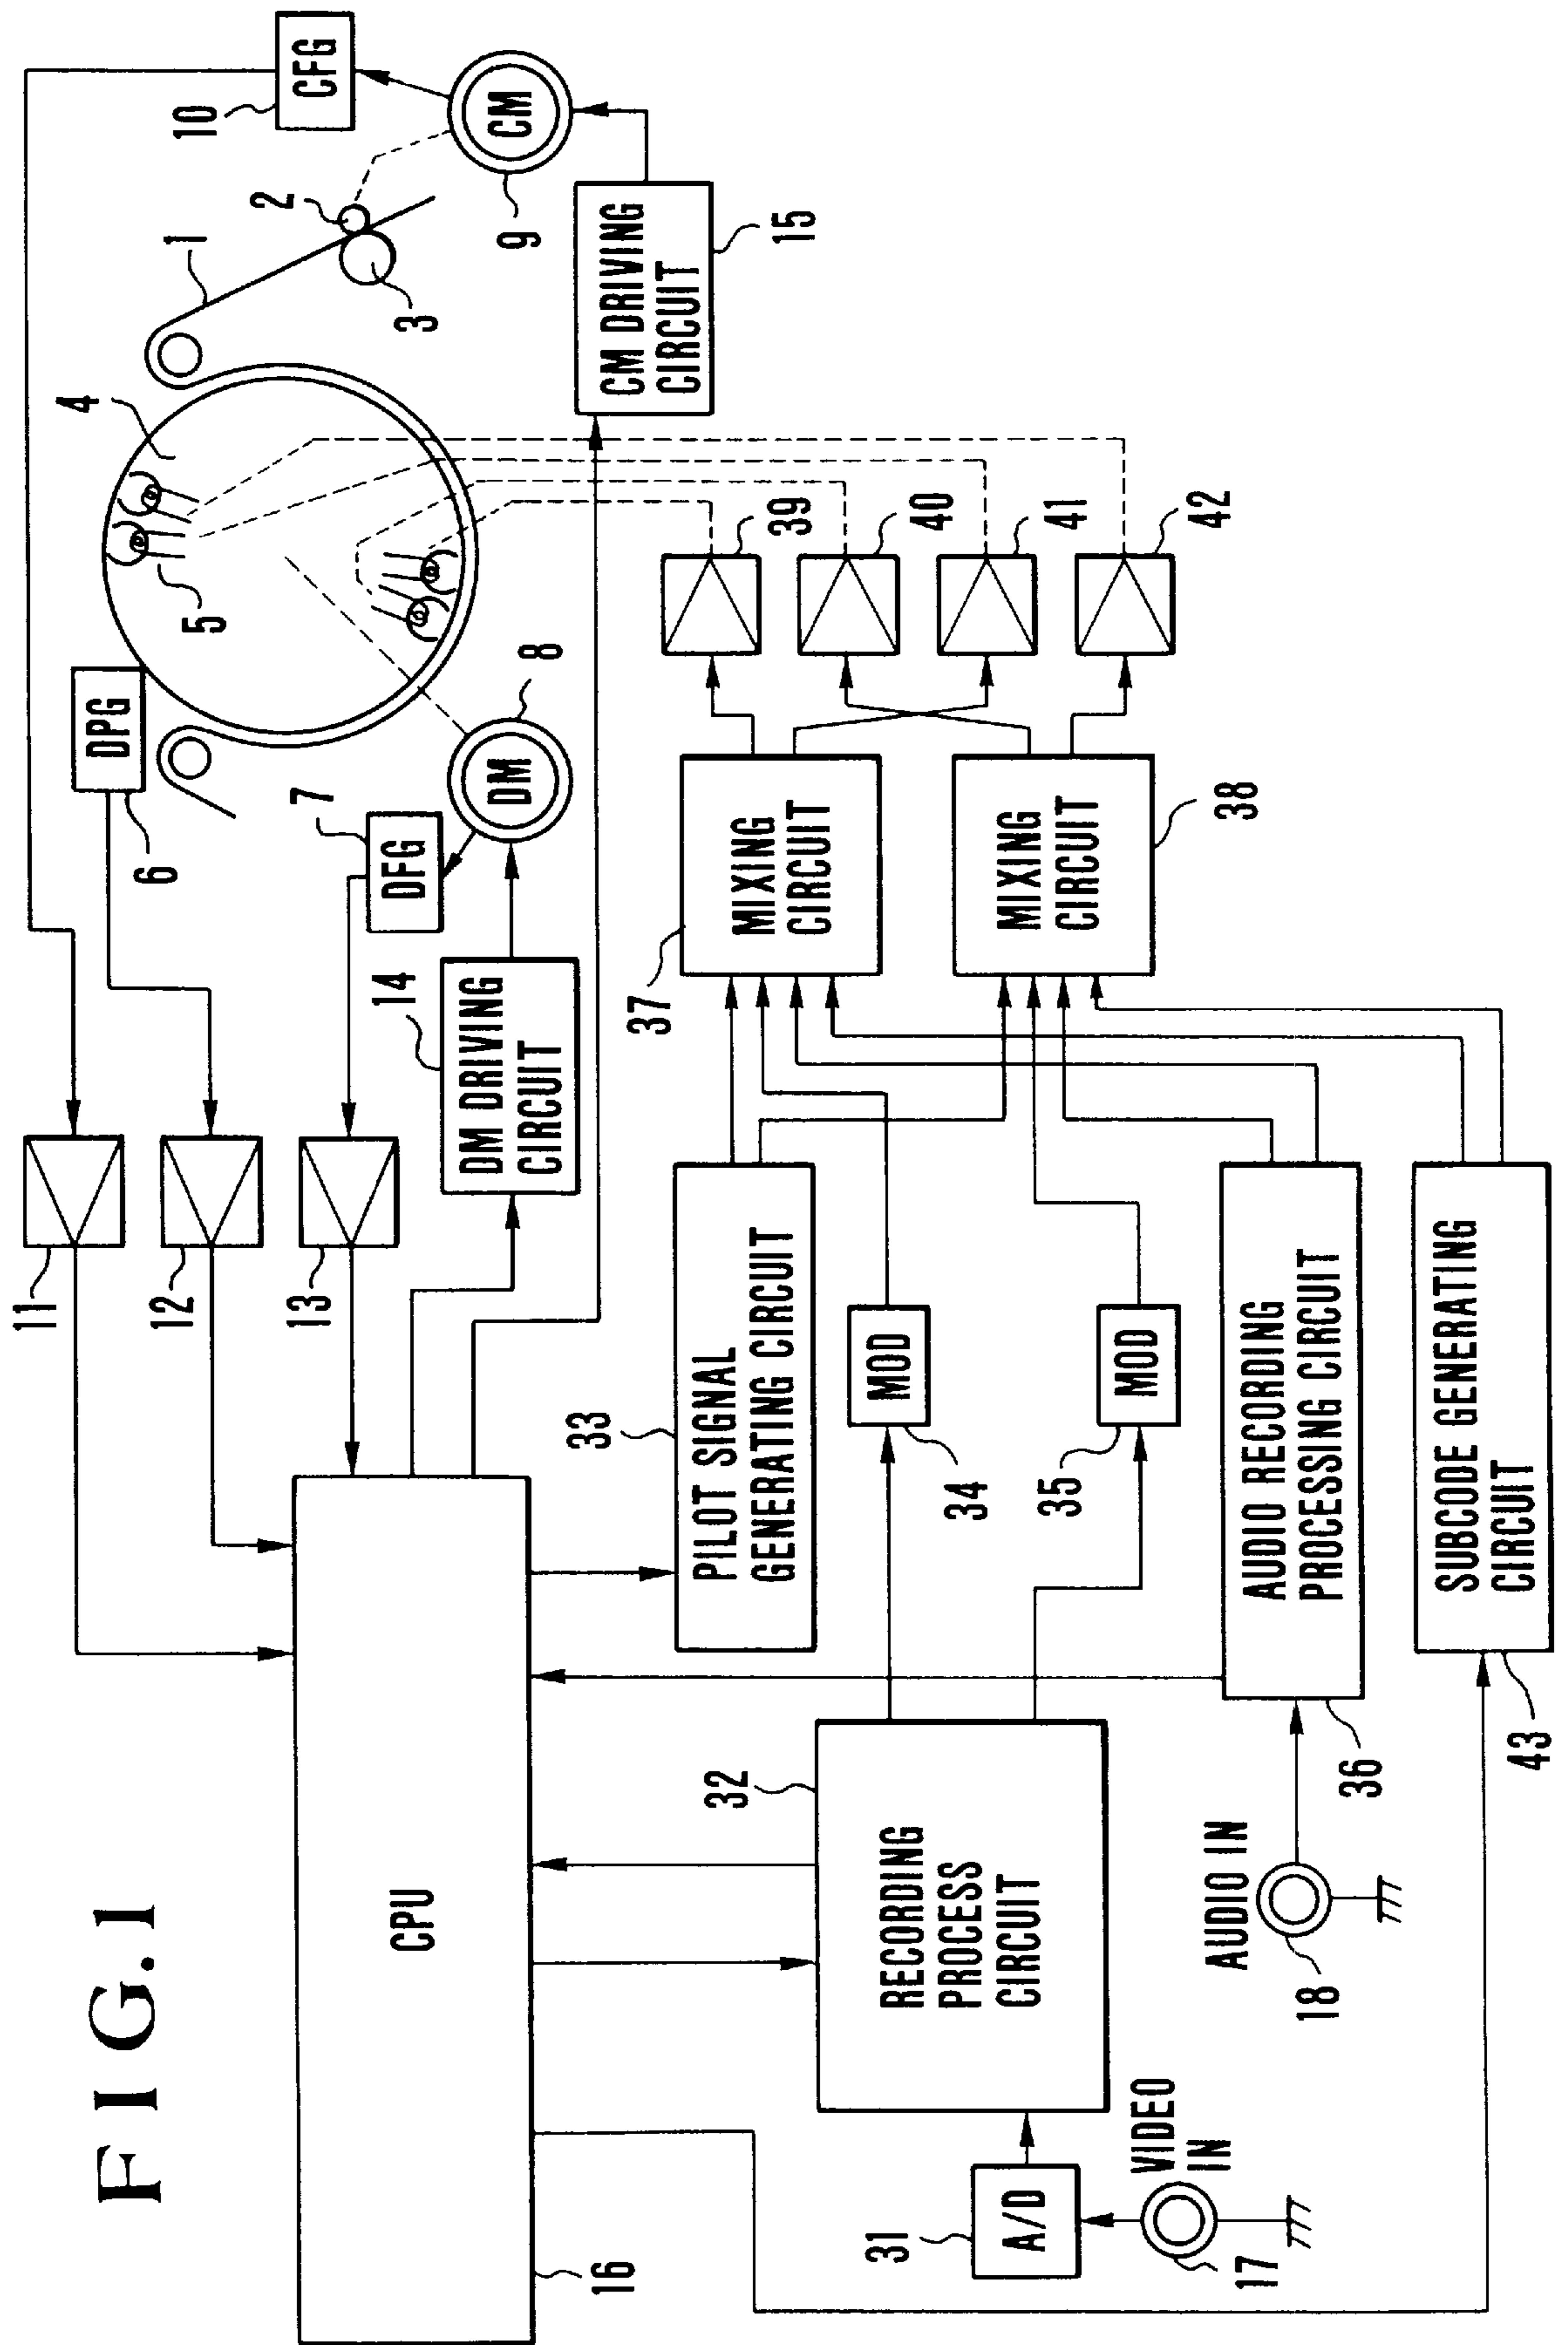 FIG.1
CPU
16
11
12
13
14
DM DRIVING
CIRCUIT
DPG
6
7
DFG
DM
8
4
5
1
2
3
10
CFG
CM
9
CM DRIVING
CIRCUIT
15
33
PILOT SIGNAL
GENERATING CIRCUIT
MOD
34
MOD
35
37
MIXING
CIRCUIT
MIXING
CIRCUIT
38
39
40
41
42
32
RECORDING
PROCESS
CIRCUIT
31
A/D
VIDEO
IN
17
AUDIO IN
18
AUDIO RECORDING
PROCESSING CIRCUIT
36
SUBCODE GENERATING
CIRCUIT
43